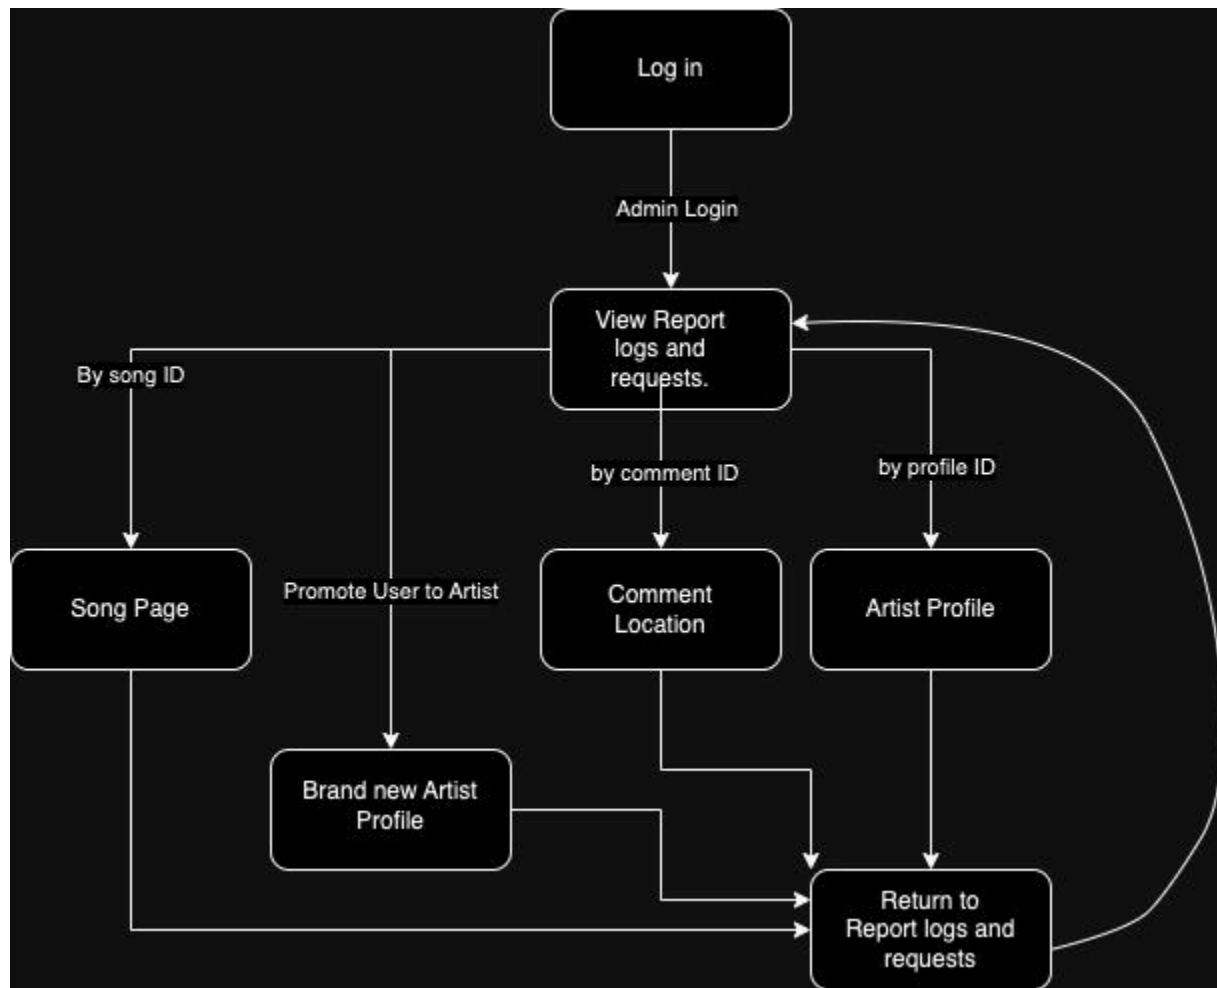 Log in
Admin Login
View Report
logs and
requests.
By song ID
by comment ID
by profile ID
Song Page
Promote User to Artist
Comment
Location
Artist Profile
Brand new Artist
Profile
Return to
Report logs and
requests